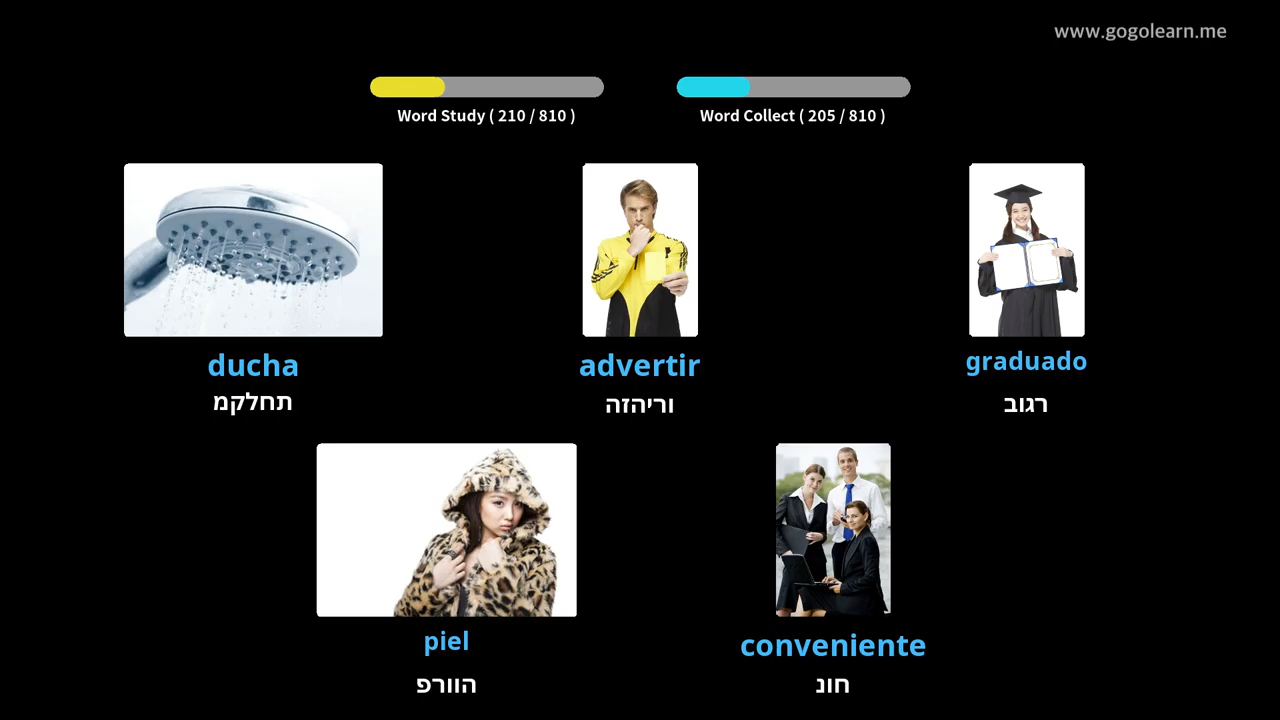 www.gogolearn.me
Word Study ( 210 / 810 )
Word Collect ( 205 / 810 )
ducha
תחלקמ
advertir
וריהזה
graduado
רגוב
piel
הוורפ
conveniente
חונ